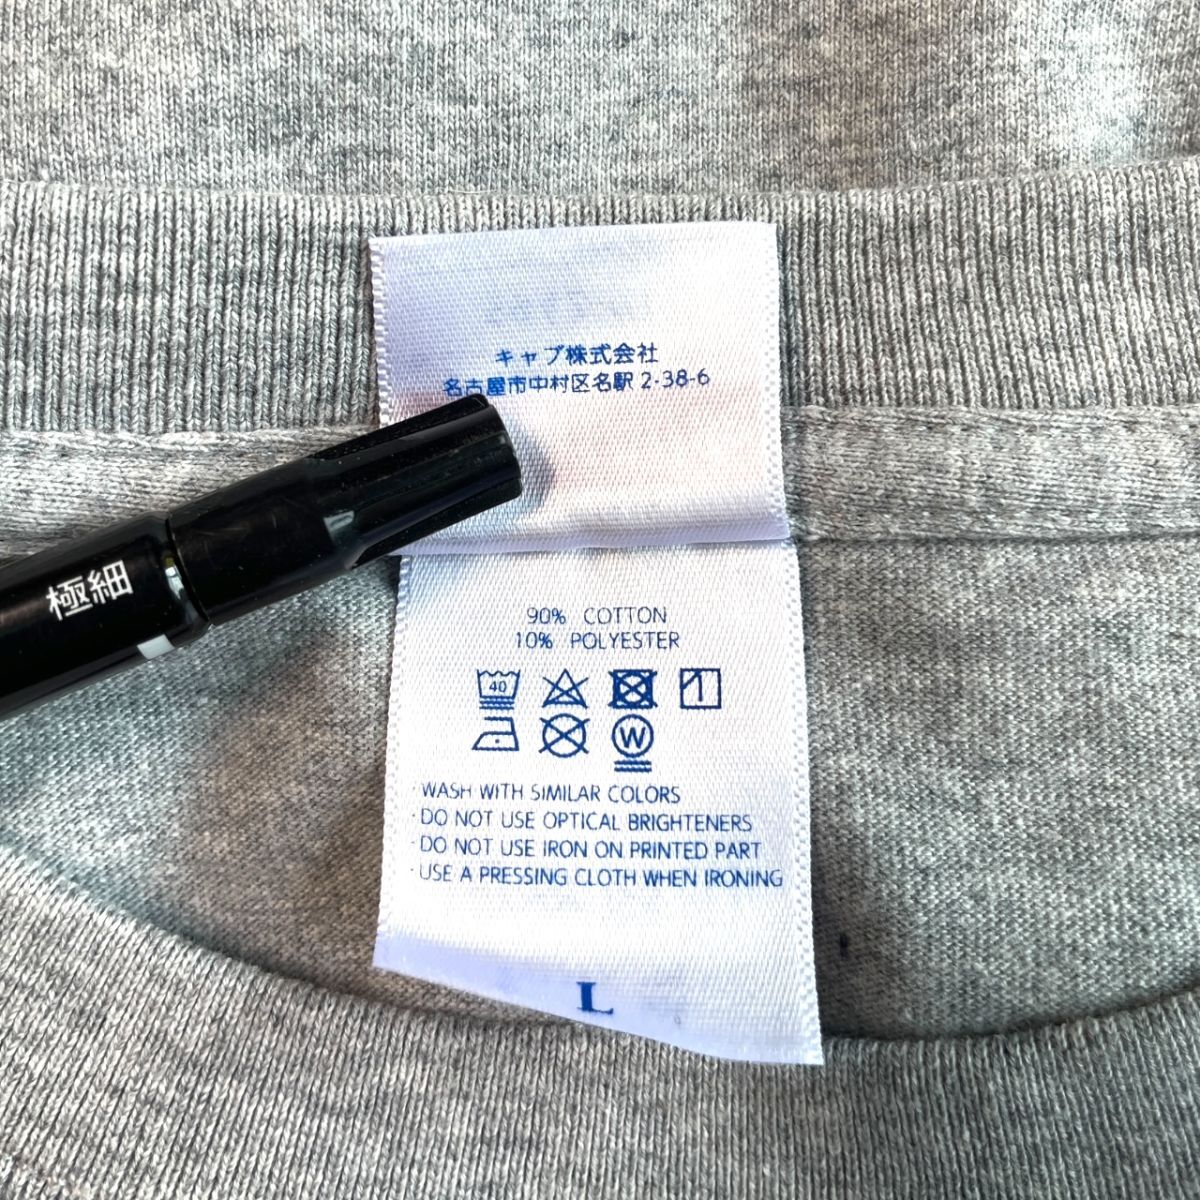 キャブ株式会社
名古屋市中村区名駅 2-38-6
極細
90% COTTON
10% POLYESTER
40
W
· WASH WITH SIMILAR COLORS
· DO NOT USE OPTICAL BRIGHTENERS
· DO NOT USE IRON ON PRINTED PART
· USE A PRESSING CLOTH WHEN IRONING
L